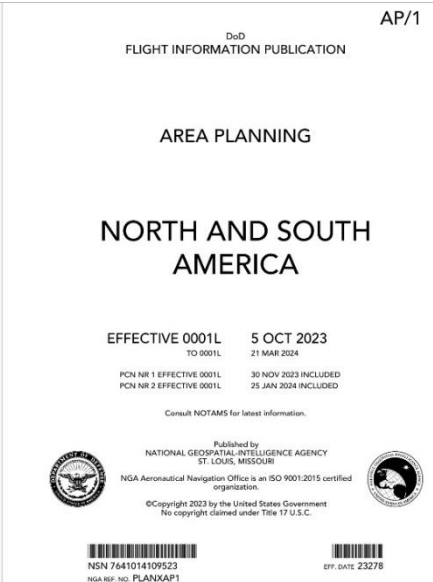 AP/1
DoD
FLIGHT INFORMATION PUBLICATION
AREA PLANNING
NORTH AND SOUTH
AMERICA
EFFECTIVE 0001L 5 OCT 2023
TO 0001L 21 MAR 2024
PCN NR 1 EFFECTIVE 0001L 30 NOV 2023 INCLUDED
PCN NR 2 EFFECTIVE 0001L 25 JAN 2024 INCLUDED
Consult NOTAMS for latest information.
Published by
NATIONAL GEOSPATIAL-INTELLIGENCE AGENCY
ST. LOUIS, MISSOURI
NGA Aeronautical Navigation Office is an ISO 9001:2015 certified
organization.
©Copyright 2023 by the United States Government
No copyright claimed under Title 17 U.S.C.
NSN 7641014109523
NGA REF. NO. PLANXAP1
EFF. DATE 23278